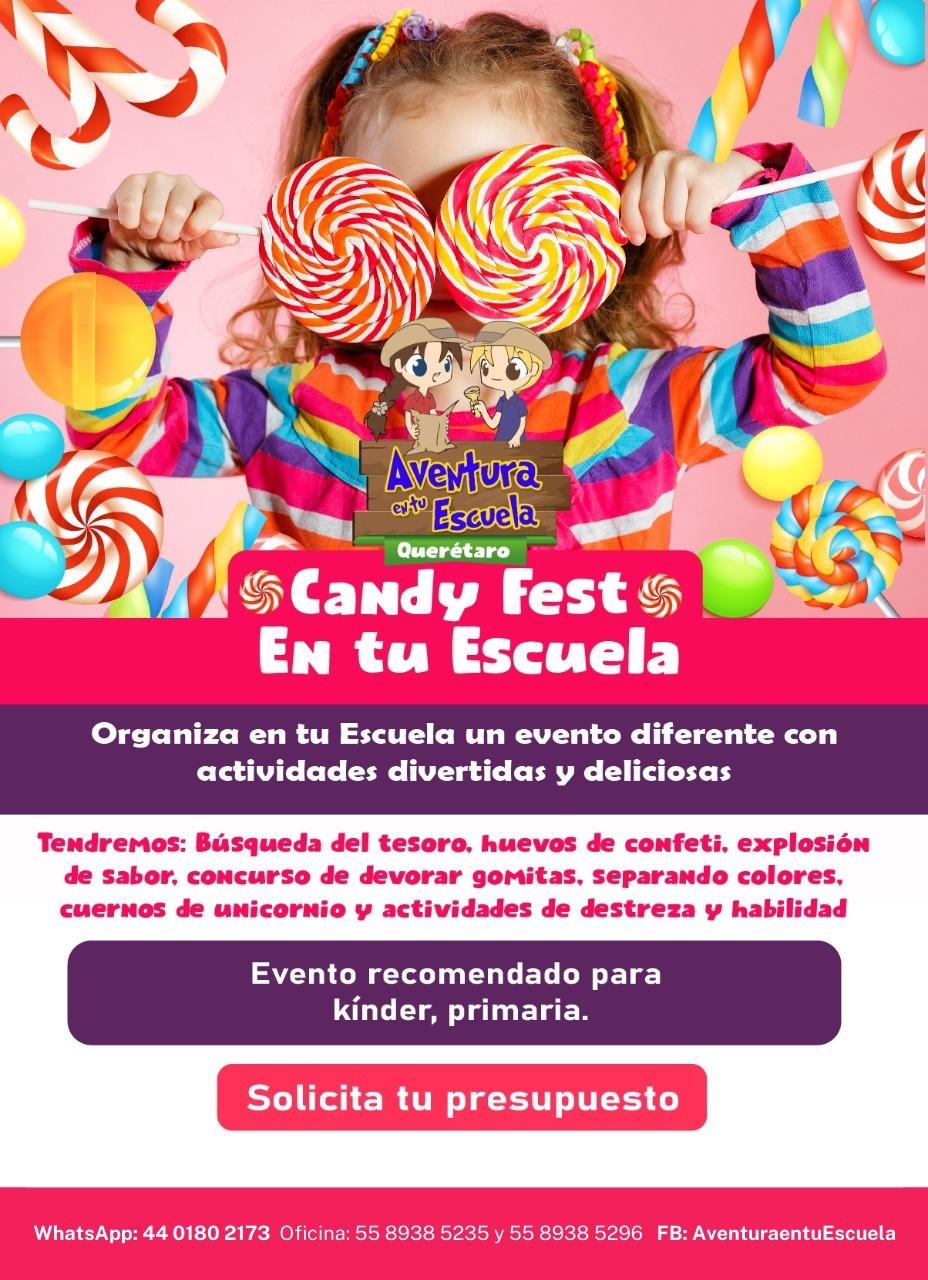 Aventura
en tu
Escuela
Querétaro
Candy Fest
En tu Escuela
Organiza en tu Escuela un evento diferente con
actividades divertidas y deliciosas
Tendremos: Búsqueda del tesoro, huevos de confeti, explosión
de sabor, concurso de devorar gomitas, separando colores,
cuernos de unicornio y actividades de destreza y habilidad
Evento recomendado para
kínder, primaria.
Solicita tu presupuesto
WhatsApp: 44 0180 2173 Oficina: 55 8938 5235 y 55 8938 5296 FB: AventuraentuEscuela